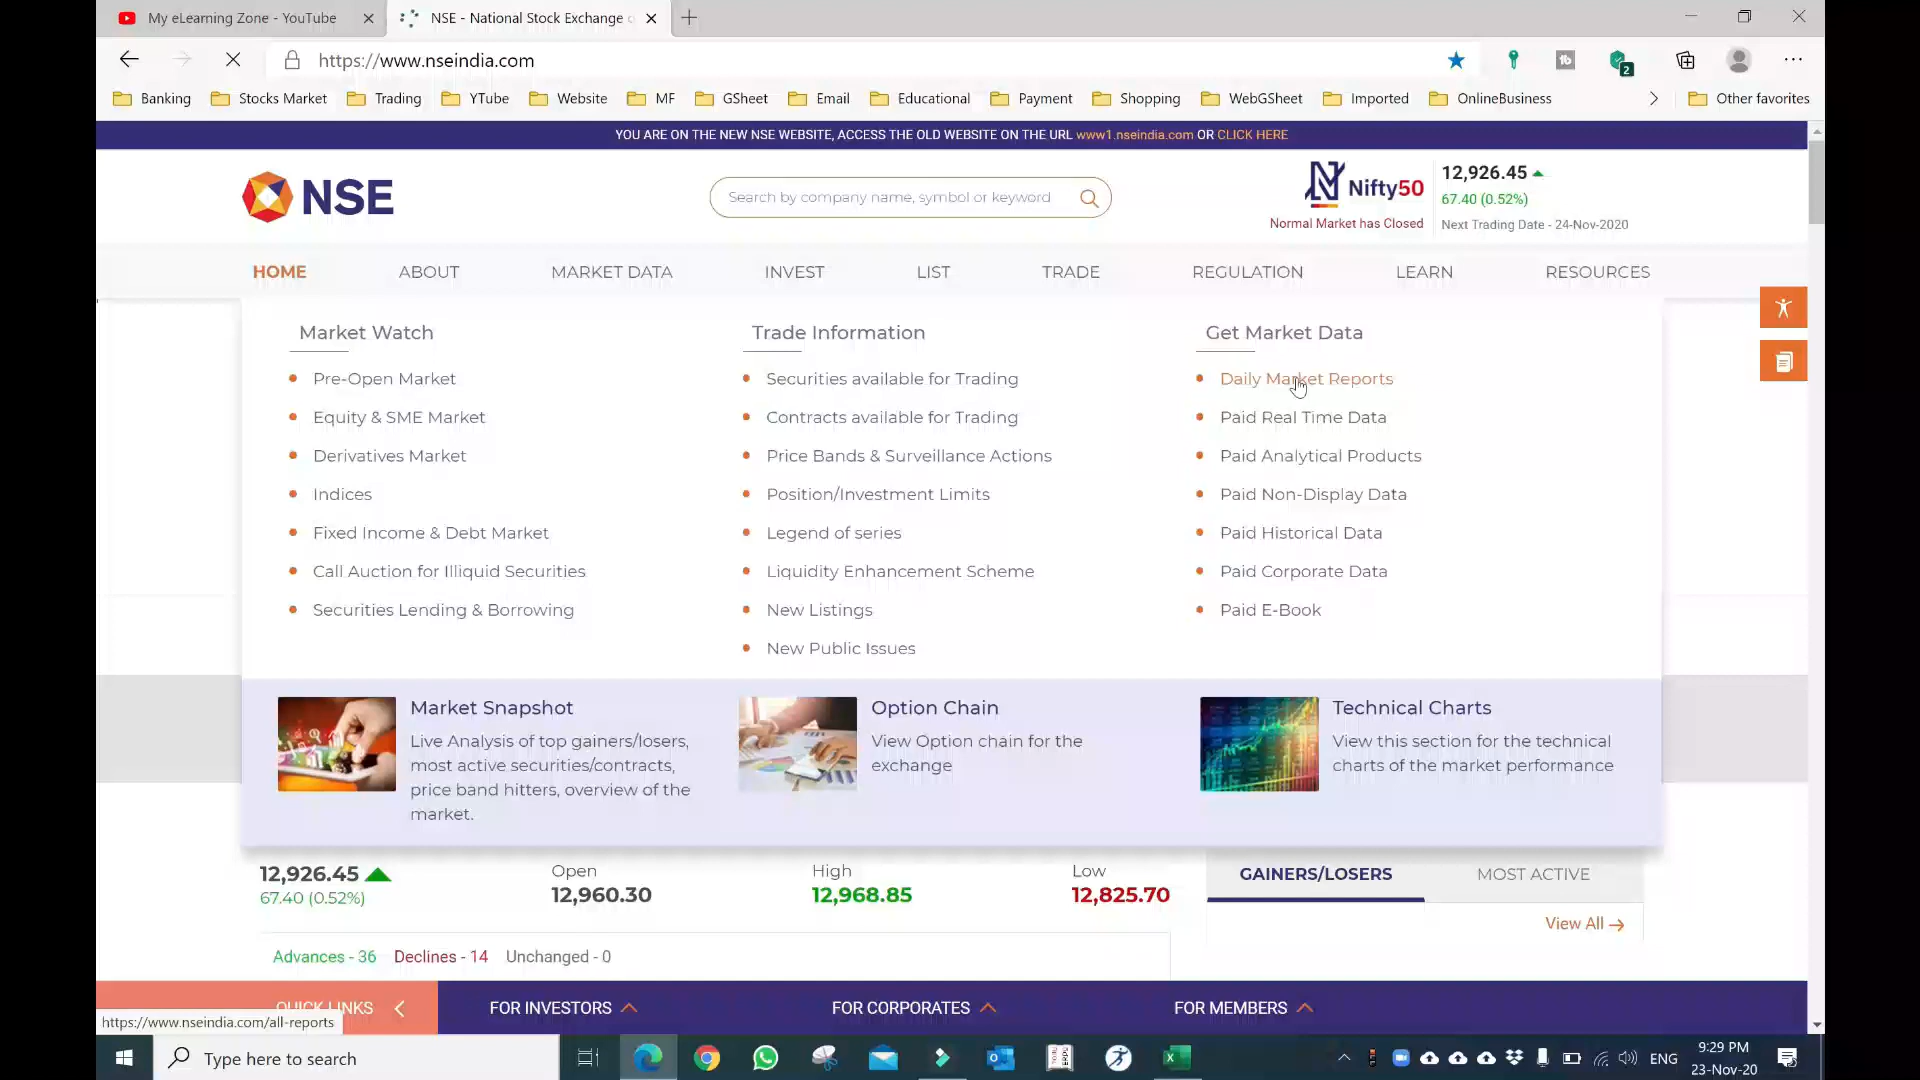 My eLearning Zone - YouTube
NSE - National Stock Exchange
https://www.nseindia.com
2
Banking
Stocks Market
Trading
YTube
Website
MF
GSheet
Email
Educational
Payment
Shopping
WebGSheet
Imported
OnlineBusiness
Other favorites
YOU ARE ON THE NEW NSE WEBSITE, ACCESS THE OLD WEBSITE ON THE URL www1.nseindia.com OR CLICK HERE
NSE
Search by company name, symbol or keyword
Nifty50
12,926.45
67.40 (0.52%)
Normal Market has Closed
Next Trading Date - 24-Nov-2020
HOME
ABOUT
MARKET DATA
INVEST
LIST
TRADE
REGULATION
LEARN
RESOURCES
Market Watch
Pre-Open Market
Equity & SME Market
Derivatives Market
Indices
Fixed Income & Debt Market
Call Auction for Illiquid Securities
Securities Lending & Borrowing
Trade Information
Securities available for Trading
Contracts available for Trading
Price Bands & Surveillance Actions
Position/Investment Limits
Legend of series
Liquidity Enhancement Scheme
New Listings
New Public Issues
Get Market Data
Daily Market Reports
Paid Real Time Data
Paid Analytical Products
Paid Non-Display Data
Paid Historical Data
Paid Corporate Data
Paid E-Book
Market Snapshot
Live Analysis of top gainers/losers,
most active securities/contracts,
price band hitters, overview of the
market.
Option Chain
View Option chain for the
exchange
Technical Charts
View this section for the technical
charts of the market performance
12,926.45
67.40 (0.52%)
Open
12,960.30
High
12,968.85
Low
12,825.70
GAINERS/LOSERS
MOST ACTIVE
View All
Advances - 36
Declines - 14
Unchanged - 0
QUICK LINKS
FOR INVESTORS
FOR CORPORATES
FOR MEMBERS
https://www.nseindia.com/all-reports
Type here to search
ENG
9:29 PM
23-Nov-20